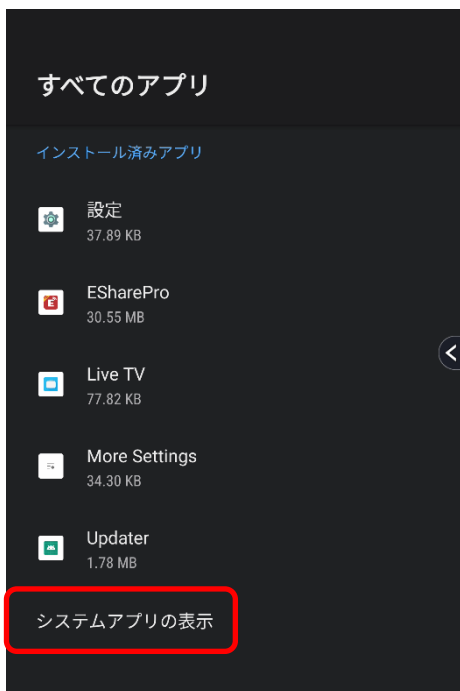 すべてのアプリ
インストール済みアプリ
設定
37.89 KB
ESharePro
30.55 MB
Live TV
77.82 KB
More Settings
34.30 KB
Updater
1.78 MB
システムアプリの表示